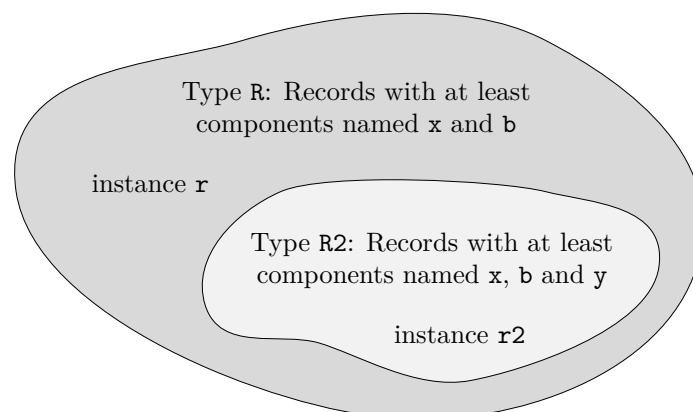 Type R: Records with at least
components named x and b
instance r
Type R2: Records with at least
components named x, b and y
instance r2